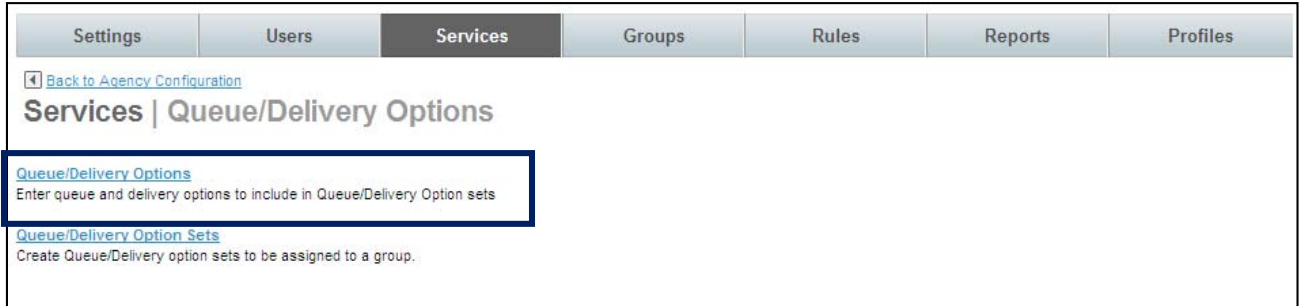 Settings Users Services Groups Rules Reports Profiles
Back to Agency Configuration
Services | Queue/Delivery Options
Queue/Delivery Options
Enter queue and delivery options to include in Queue/Delivery Option sets
Queue/Delivery Option Sets
Create Queue/Delivery option sets to be assigned to a group.